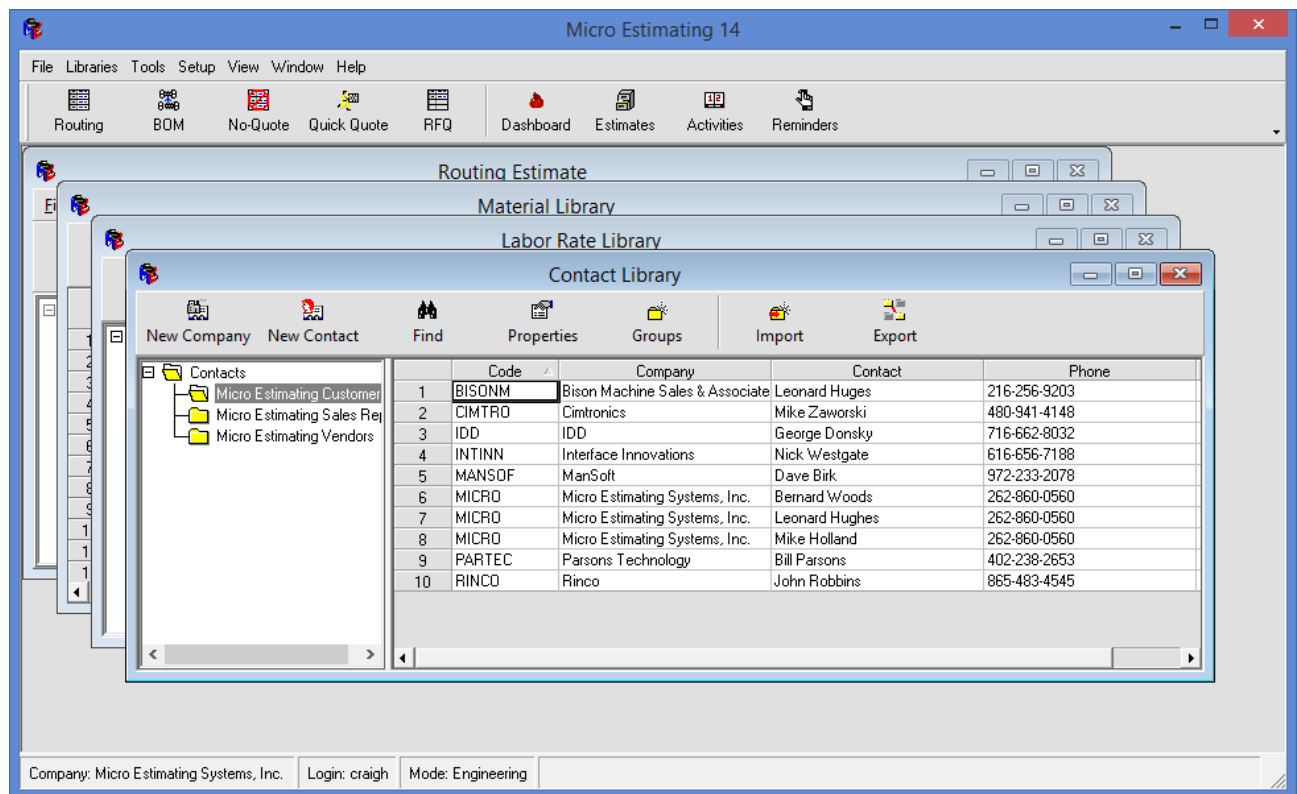 Micro Estimating 14
File Libraries Tools Setup View Window Help
Routing BOM No-Quote Quick Quote RFQ Dashboard Estimates Activities Reminders
Routing Estimate
Material Library
Labor Rate Library
Contact Library
New Company New Contact Find Properties Groups Import Export
Contacts
Micro Estimating Customer
Micro Estimating Sales Re
Micro Estimating Vendors
Code Company Contact Phone
1 BISONM Bison Machine Sales & Associate Leonard Huges 216-256-9203
2 CIMTRO Cimtronics Mike Zaworski 480-941-4148
3 IDD IDD George Donsky 716-662-8032
4 INTINN Interface Innovations Nick Westgate 616-656-7188
5 MANSOF ManSoft Dave Birk 972-233-2078
6 MICRO Micro Estimating Systems, Inc. Bernard Woods 262-860-0560
7 MICRO Micro Estimating Systems, Inc. Leonard Hughes 262-860-0560
8 MICRO Micro Estimating Systems, Inc. Mike Holland 262-860-0560
9 PARTEC Parsons Technology Bill Parsons 402-238-2653
10 RINCO Rinco John Robbins 865-483-4545
Company: Micro Estimating Systems, Inc. Login: craigh Mode: Engineering